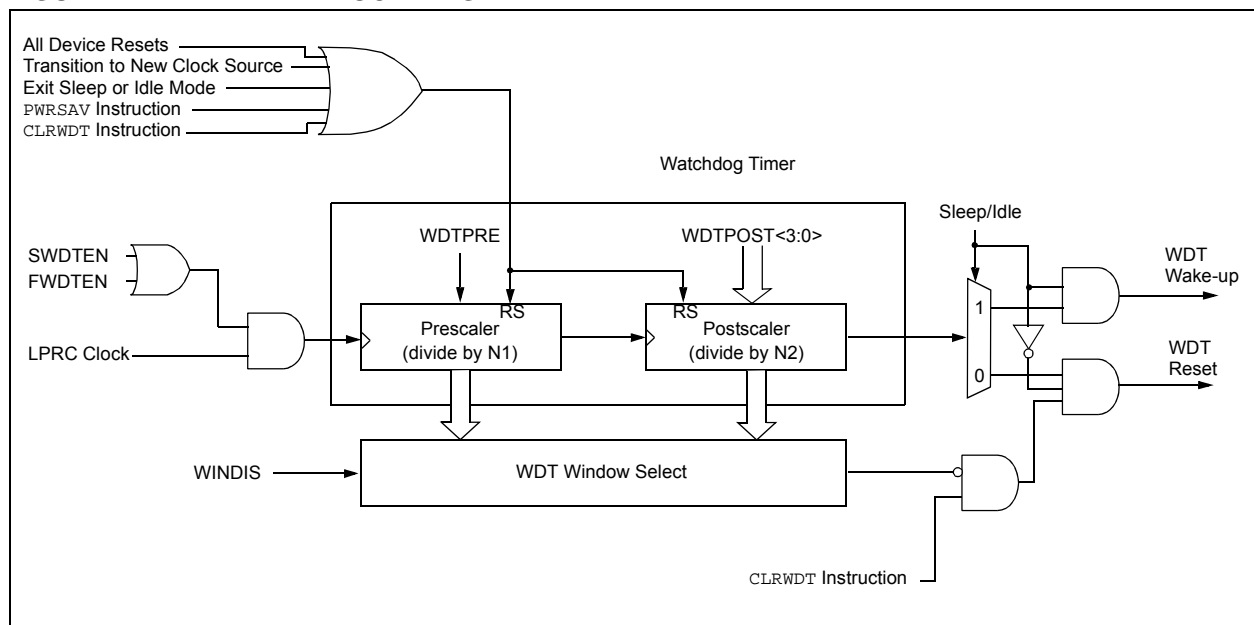 All Device Resets
Transition to New Clock Source
Exit Sleep or Idle Mode
PWRSAV Instruction
CLRWDT Instruction
Watchdog Timer
Sleep/Idle
WDTPRE
WDTPOST<3:0>
SWDTEN
FWDTEN
WDT
Wake-up
RS
RS
1
Prescaler
(divide by N1)
Postscaler
(divide by N2)
LPRC Clock
0
WDT
Reset
WINDIS
WDT Window Select
CLRWDT Instruction